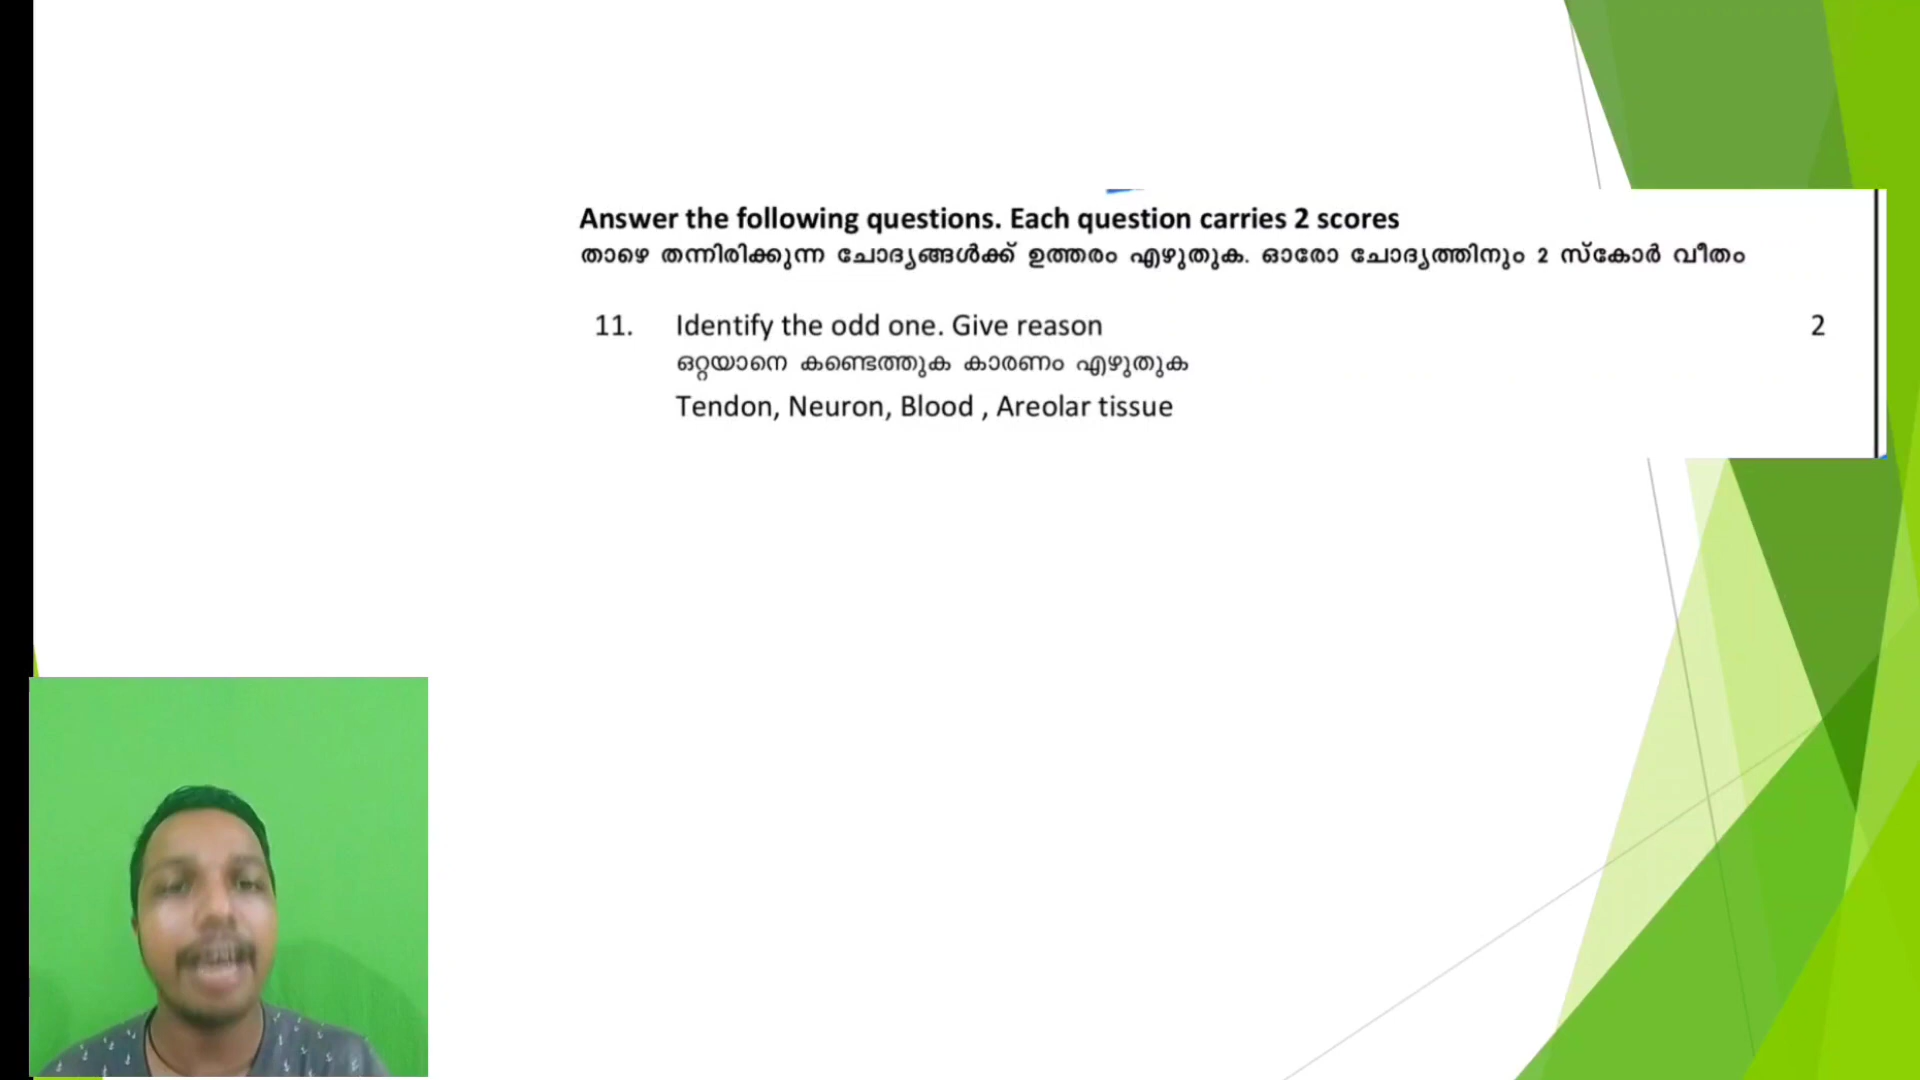 Answer the following questions. Each question carries 2 scores
താഴെ തന്നിരിക്കുന്ന ചോദ്യങ്ങൾക്ക് ഉത്തരം എഴുതുക. ഓരോ ചോദ്യത്തിനും 2 സ്കോർ വീതം
11. Identify the odd one. Give reason 2
ഒറ്റയാനെ കണ്ടെത്തുക കാരണം എഴുതുക
Tendon, Neuron, Blood , Areolar tissue